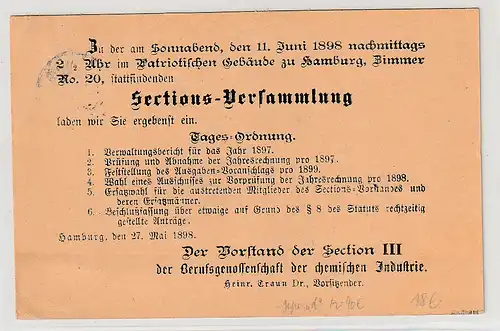 Zu der am Sonnabend, den 11. Juni 1898 nachmittags
2½ Uhr im Patriotischen Gebäude zu Hamburg, Zimmer
No. 20, stattfindenden
Sections-Versammlung
laden wir Sie ergebenst ein.
Tages-Ordnung.
1. Verwaltungsbericht für das Jahr 1897.
2. Prüfung und Abnahme der Jahresrechnung pro 1897.
3. Feststellung des Ausgaben-Voranschlags pro 1899.
4. Wahl eines Ausschusses zur Vorprüfung der Jahresrechnung pro 1898.
5. Ersatzwahl für die austretenden Mitglieder des Sections-Vorstandes und
deren Ersatzmänner.
6. Beschlußfassung über etwaige auf Grund des § 8 des Statuts rechtzeitig
gestellte Anträge.
Hamburg, den 27. Mai 1898.
Der Vorstand der Section III
der Berufsgenossenschaft der chemischen Industrie.
Heinr. Traun Dr., Vorsitzender.
18€